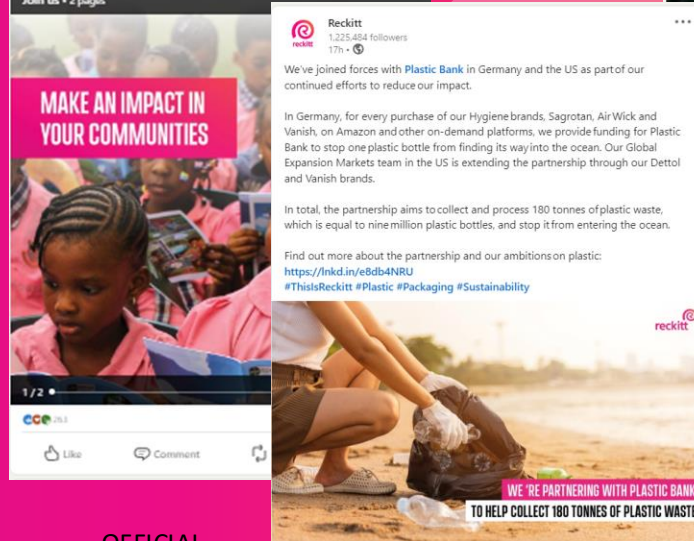 Join us • 2 pages
MAKE AN IMPACT IN
YOUR COMMUNITIES
1/2
263
Like
Comment
OFFICIAL
reckitt
Reckitt
1,225,484 followers
17h •
We've joined forces with Plastic Bank in Germany and the US as part of our
continued efforts to reduce our impact.
In Germany, for every purchase of our Hygiene brands, Sagrotan, Air Wick and
Vanish, on Amazon and other on-demand platforms, we provide funding for Plastic
Bank to stop one plastic bottle from finding its way into the ocean. Our Global
Expansion Markets team in the US is extending the partnership through our Dettol
and Vanish brands.
In total, the partnership aims to collect and process 180 tonnes of plastic waste,
which is equal to nine million plastic bottles, and stop it from entering the ocean.
Find out more about the partnership and our ambitions on plastic:
https://lnkd.in/e8db4NRU
#ThisIsReckitt #Plastic #Packaging #Sustainability
reckitt
WE 'RE PARTNERING WITH PLASTIC BANK
TO HELP COLLECT 180 TONNES OF PLASTIC WASTE